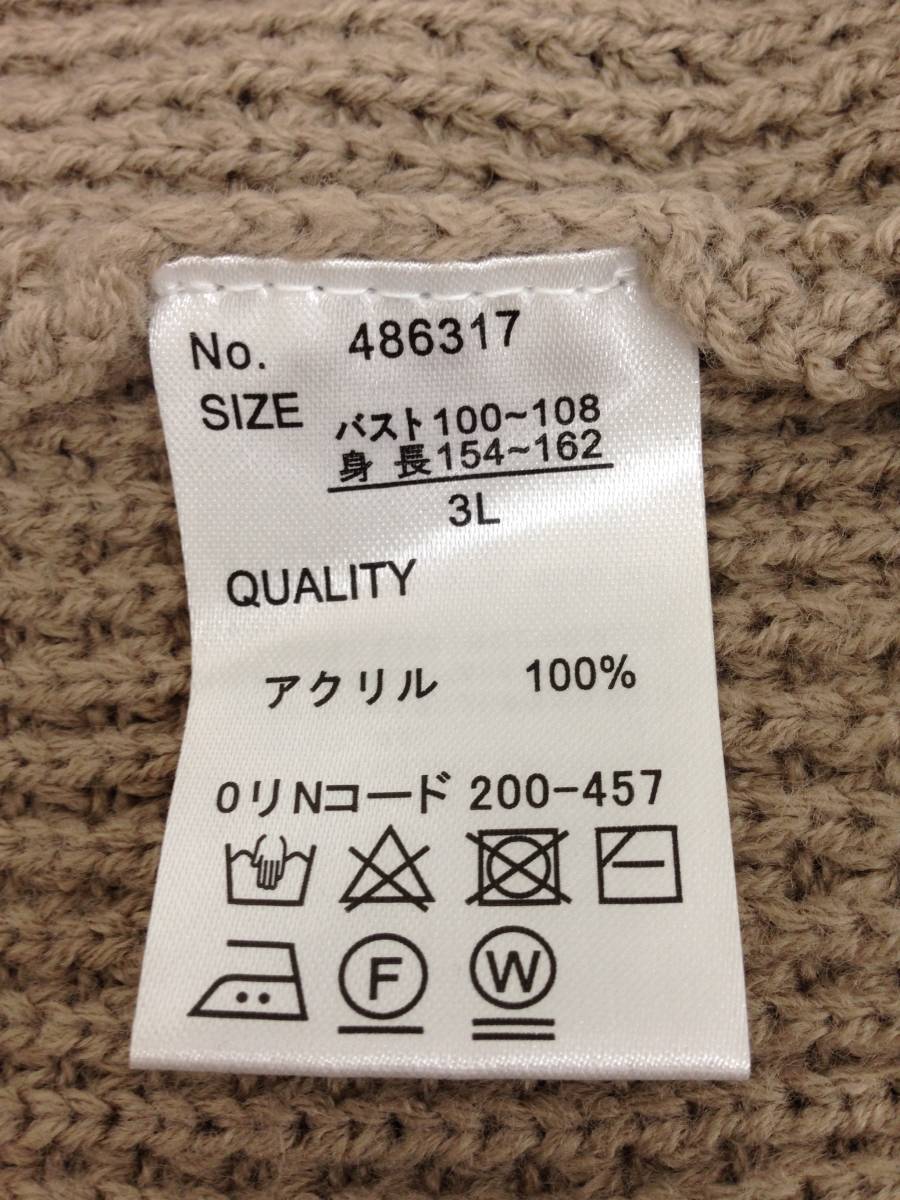 No. 486317
SIZE バスト100~108
身 長154~162
3L
QUALITY
アクリル 100%
0リNコード 200-457
F W